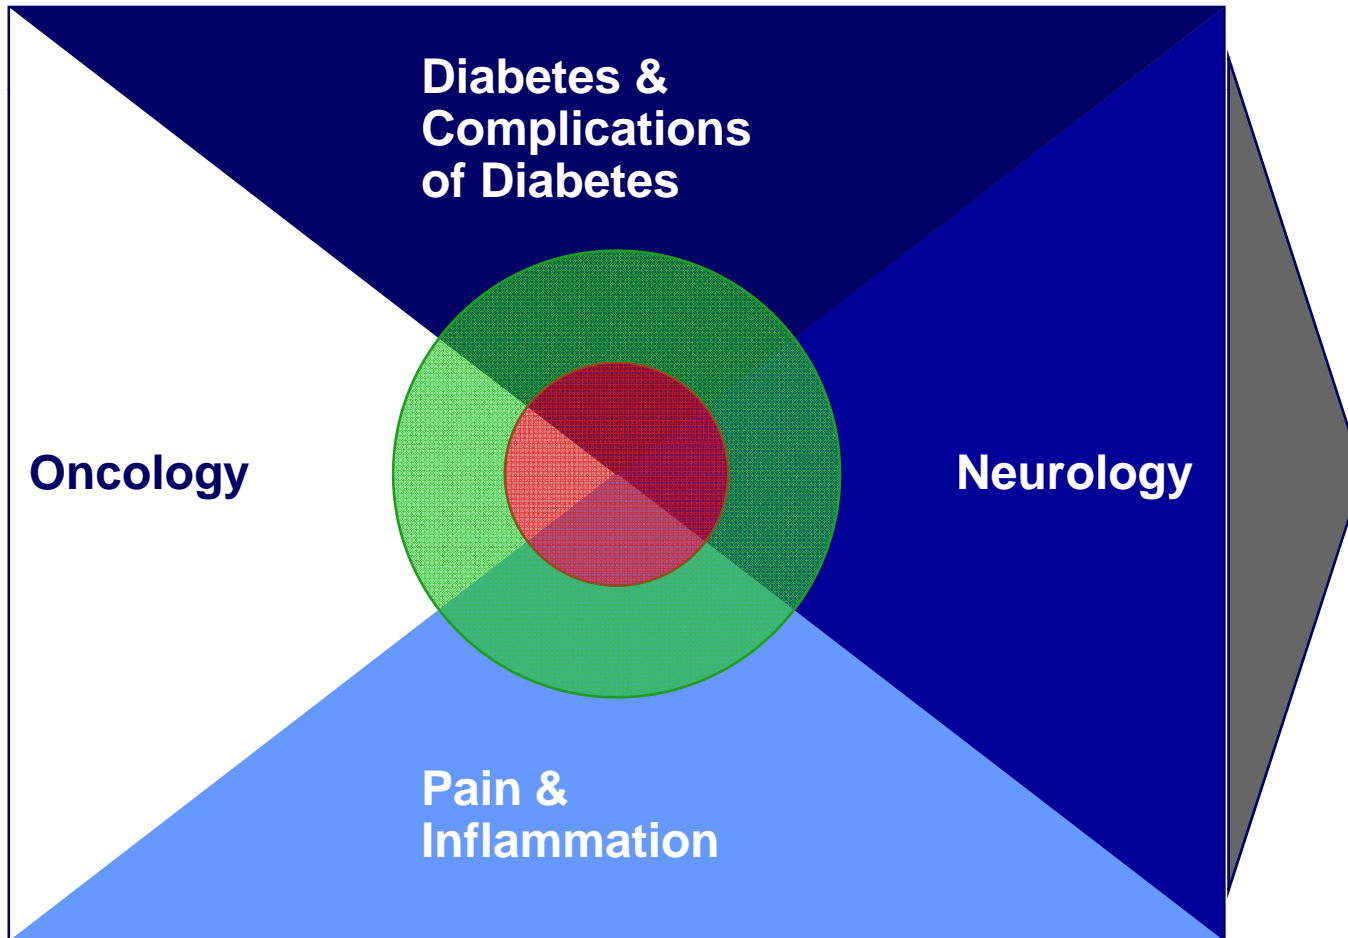 Diabetes &
Complications
of Diabetes
Oncology
Neurology
Pain &
Inflammation